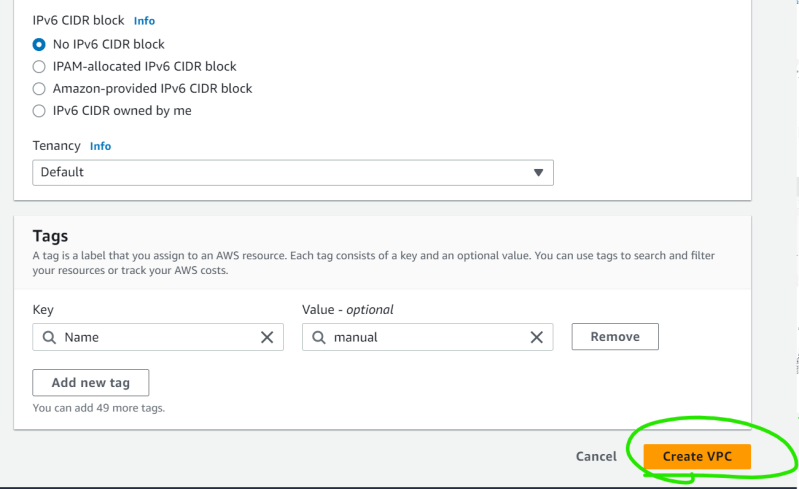 IPv6 CIDR block Info
No IPv6 CIDR block
IPAM-allocated IPv6 CIDR block
Amazon-provided IPv6 CIDR block
IPv6 CIDR owned by me
Tenancy Info
Default
Tags
A tag is a label that you assign to an AWS resource. Each tag consists of a key and an optional value. You can use tags to search and filter
your resources or track your AWS costs.
Key Value - optional
Name manual Remove
Add new tag
You can add 49 more tags.
Cancel Create VPC